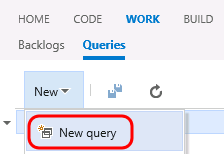 HOME CODE WORK BUILD
Backlogs Queries
New
New query